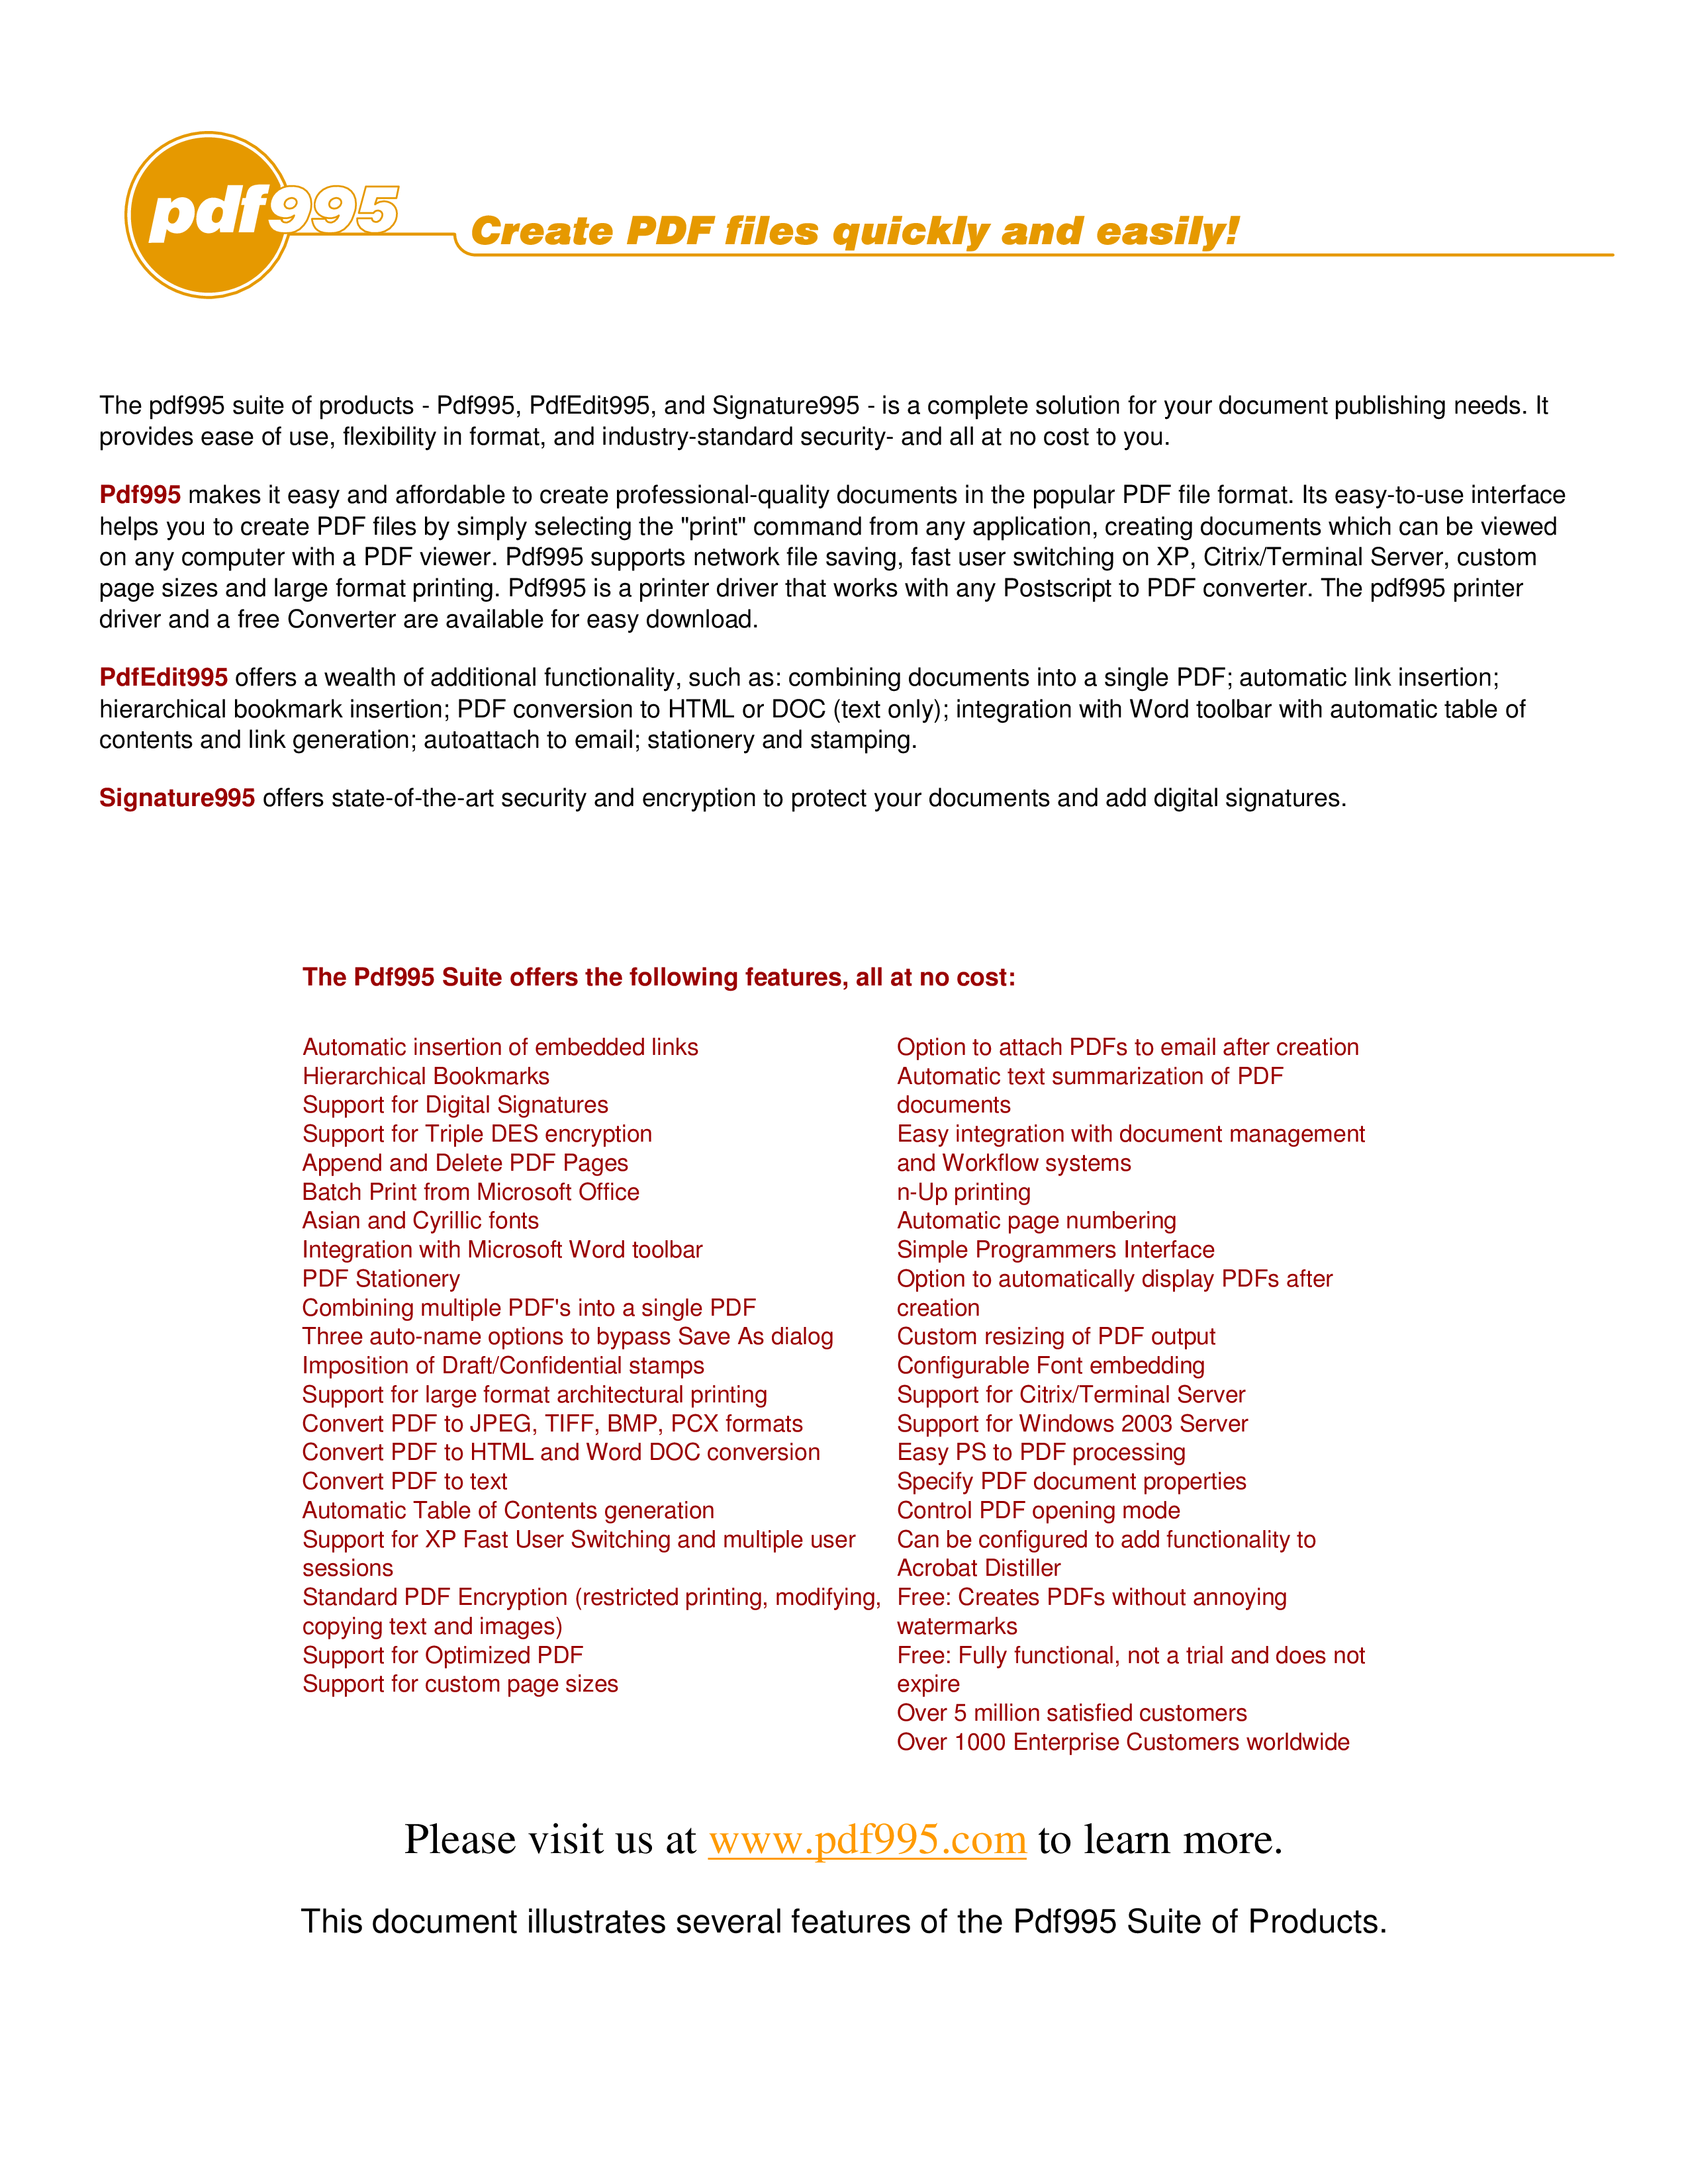 pdf995
Create PDF files quickly and easily!
The pdf995 suite of products - Pdf995, PdfEdit995, and Signature995 - is a complete solution for your document publishing needs. It
provides ease of use, flexibility in format, and industry-standard security- and all at no cost to you.
Pdf995 makes it easy and affordable to create professional-quality documents in the popular PDF file format. Its easy-to-use interface
helps you to create PDF files by simply selecting the "print" command from any application, creating documents which can be viewed
on any computer with a PDF viewer. Pdf995 supports network file saving, fast user switching on XP, Citrix/Terminal Server, custom
page sizes and large format printing. Pdf995 is a printer driver that works with any Postscript to PDF converter. The pdf995 printer
driver and a free Converter are available for easy download.
PdfEdit995 offers a wealth of additional functionality, such as: combining documents into a single PDF; automatic link insertion;
hierarchical bookmark insertion; PDF conversion to HTML or DOC (text only); integration with Word toolbar with automatic table of
contents and link generation; autoattach to email; stationery and stamping.
Signature995 offers state-of-the-art security and encryption to protect your documents and add digital signatures.
The Pdf995 Suite offers the following features, all at no cost:
Automatic insertion of embedded links
Hierarchical Bookmarks
Support for Digital Signatures
Support for Triple DES encryption
Append and Delete PDF Pages
Batch Print from Microsoft Office
Asian and Cyrillic fonts
Integration with Microsoft Word toolbar
PDF Stationery
Combining multiple PDF's into a single PDF
Three auto-name options to bypass Save As dialog
Imposition of Draft/Confidential stamps
Support for large format architectural printing
Convert PDF to JPEG, TIFF, BMP, PCX formats
Convert PDF to HTML and Word DOC conversion
Convert PDF to text
Automatic Table of Contents generation
Support for XP Fast User Switching and multiple user
sessions
Standard PDF Encryption (restricted printing, modifying,
copying text and images)
Support for Optimized PDF
Support for custom page sizes
Option to attach PDFs to email after creation
Automatic text summarization of PDF
documents
Easy integration with document management
and Workflow systems
n-Up printing
Automatic page numbering
Simple Programmers Interface
Option to automatically display PDFs after
creation
Custom resizing of PDF output
Configurable Font embedding
Support for Citrix/Terminal Server
Support for Windows 2003 Server
Easy PS to PDF processing
Specify PDF document properties
Control PDF opening mode
Can be configured to add functionality to
Acrobat Distiller
Free: Creates PDFs without annoying
watermarks
Free: Fully functional, not a trial and does not
expire
Over 5 million satisfied customers
Over 1000 Enterprise Customers worldwide
Please visit us at www.pdf995.com to learn more.
This document illustrates several features of the Pdf995 Suite of Products.